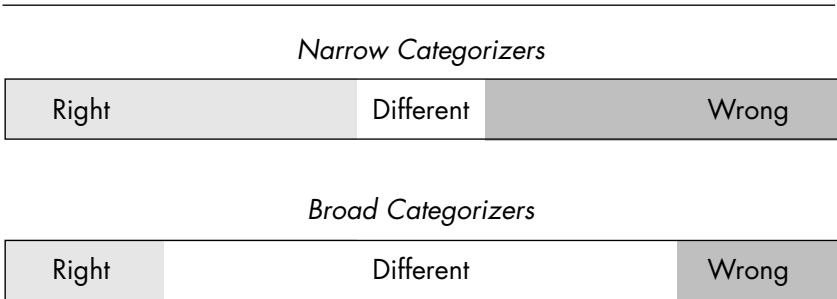 Narrow Categorizers
Right Different Wrong
Broad Categorizers
Right Different Wrong